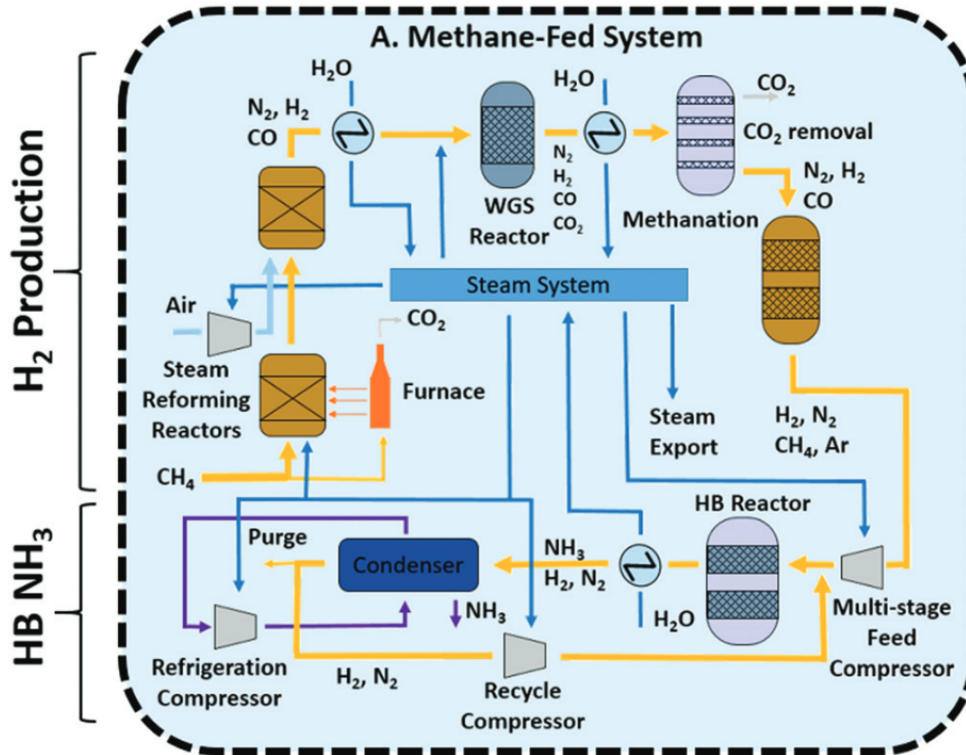 A. Methane-Fed System
H₂ Production
HB NH₃
H₂O
N₂, H₂
CO
H₂O
CO₂
CO₂ removal
N₂
H₂
CO
CO₂
WGS
Reactor
Methanation
N₂, H₂
CO
Steam System
Air
CO₂
Steam
Reforming
Reactors
Furnace
Steam
Export
H₂, N₂
CH₄, Ar
CH₄
HB Reactor
Purge
Condenser
NH₃
H₂, N₂
NH₃
H₂O
Multi-stage
Feed
Compressor
Refrigeration
Compressor
H₂, N₂
Recycle
Compressor